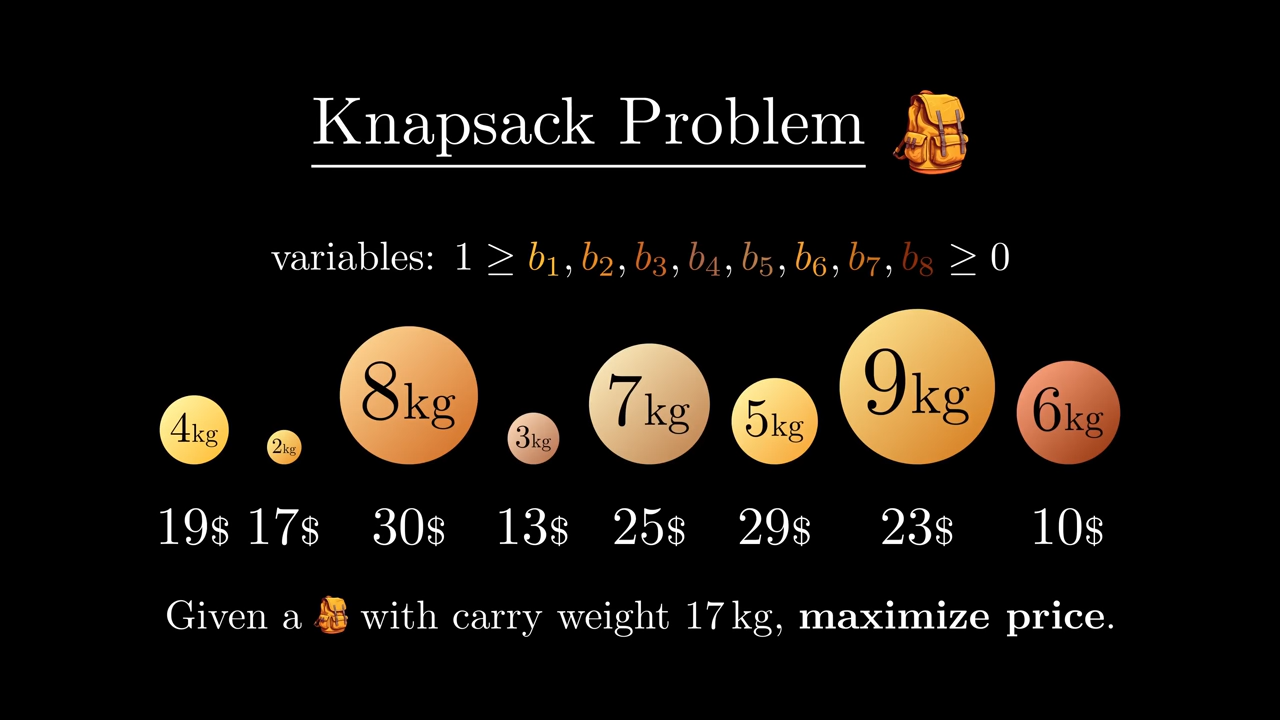 Knapsack Problem
variables: 1 ≥ b₁, b₂, b₃, b₄, b₅, b₆, b₇, b₈ ≥ 0
4kg 2kg 8kg 3kg 7kg 5kg 9kg 6kg
19$ 17$ 30$ 13$ 25$ 29$ 23$ 10$
Given a with carry weight 17 kg, maximize price.